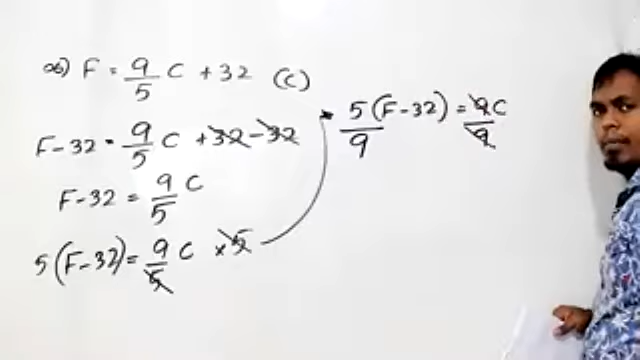 06) F = 9/5 C + 32 (C)
F - 32 = 9/5 C + 32 - 32
F - 32 = 9/5 C
5(F - 32) = 9/5 C × 5
5(F - 32)/9 = 9C/9